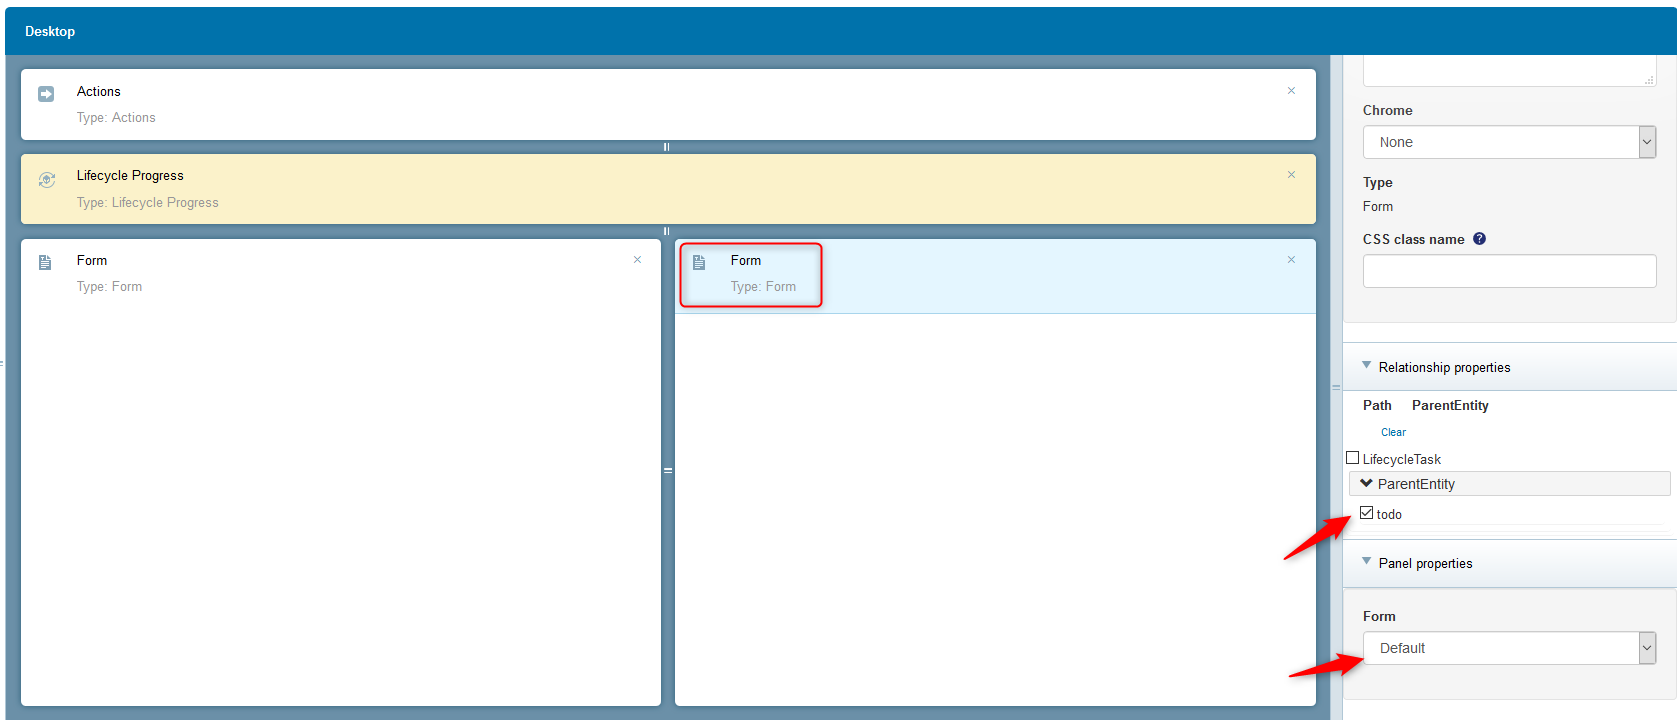 Desktop
Actions
Type: Actions
Lifecycle Progress
Type: Lifecycle Progress
Form
Type: Form
Form
Type: Form
Chrome
None
Type
Form
CSS class name
Relationship properties
Path ParentEntity
Clear
LifecycleTask
ParentEntity
todo
Panel properties
Form
Default